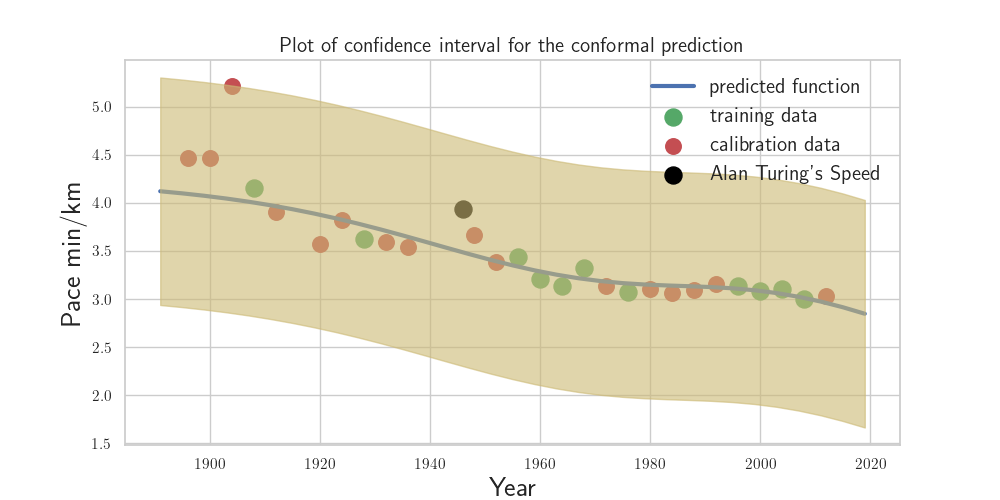 Plot of confidence interval for the conformal prediction
predicted function
training data
calibration data
Alan Turing's Speed
Pace min/km
5.0
4.5
4.0
3.5
3.0
2.5
2.0
1.5
1900 1920 1940 1960 1980 2000 2020
Year